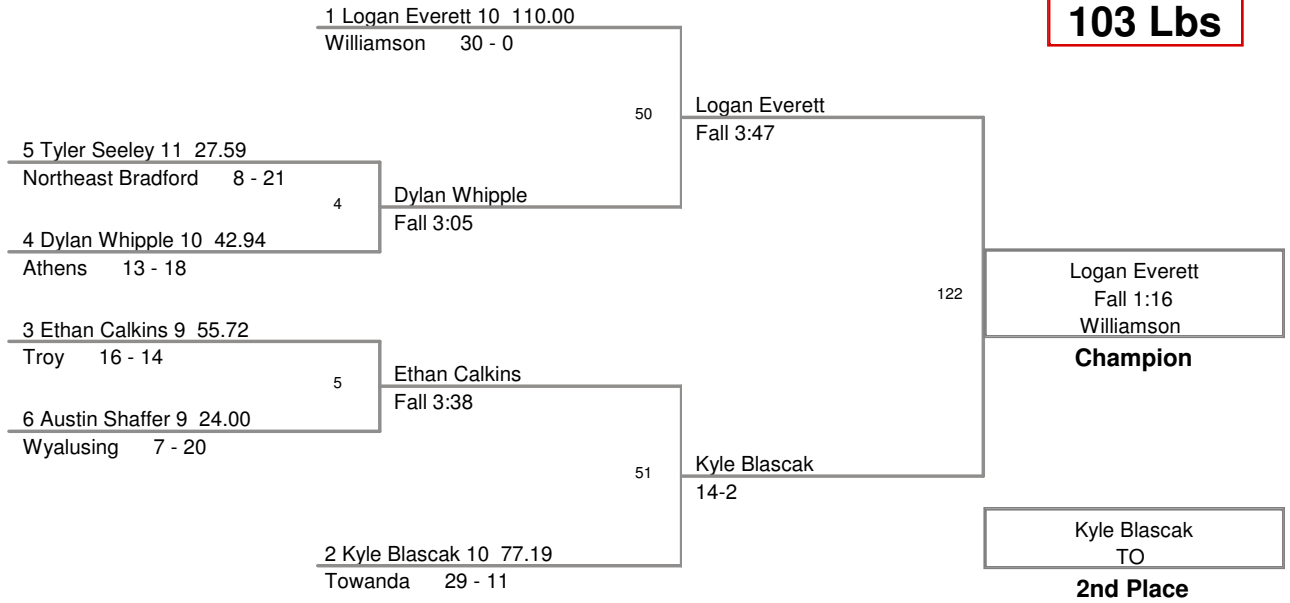 1 Logan Everett 10 110.00
Williamson 30 - 0
103 Lbs
50
Logan Everett
Fall 3:47
5 Tyler Seeley 11 27.59
Northeast Bradford 8 - 21
4
Dylan Whipple
Fall 3:05
4 Dylan Whipple 10 42.94
Athens 13 - 18
122
Logan Everett
Fall 1:16
Williamson
Champion
3 Ethan Calkins 9 55.72
Troy 16 - 14
5
Ethan Calkins
Fall 3:38
6 Austin Shaffer 9 24.00
Wyalusing 7 - 20
51
Kyle Blascak
14-2
2 Kyle Blascak 10 77.19
Towanda 29 - 11
Kyle Blascak
TO
2nd Place